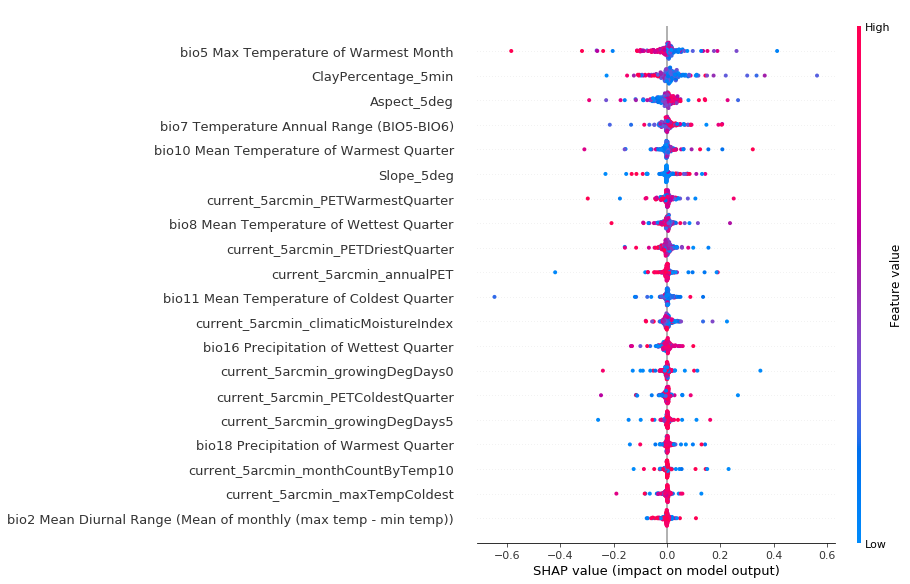 High
bio5 Max Temperature of Warmest Month
ClayPercentage_5min
Aspect_5deg
bio7 Temperature Annual Range (BIO5-BIO6)
bio10 Mean Temperature of Warmest Quarter
Slope_5deg
current_5arcmin_PETWarmestQuarter
bio8 Mean Temperature of Wettest Quarter
current_5arcmin_PETDriestQuarter
current_5arcmin_annualPET
bio11 Mean Temperature of Coldest Quarter
current_5arcmin_climaticMoistureIndex
bio16 Precipitation of Wettest Quarter
current_5arcmin_growingDegDays0
current_5arcmin_PETColdestQuarter
current_5arcmin_growingDegDays5
bio18 Precipitation of Warmest Quarter
current_5arcmin_monthCountByTemp10
current_5arcmin_maxTempColdest
bio2 Mean Diurnal Range (Mean of monthly (max temp - min temp))
Feature value
Low
−0.6 −0.4 −0.2 0.0 0.2 0.4 0.6
SHAP value (impact on model output)